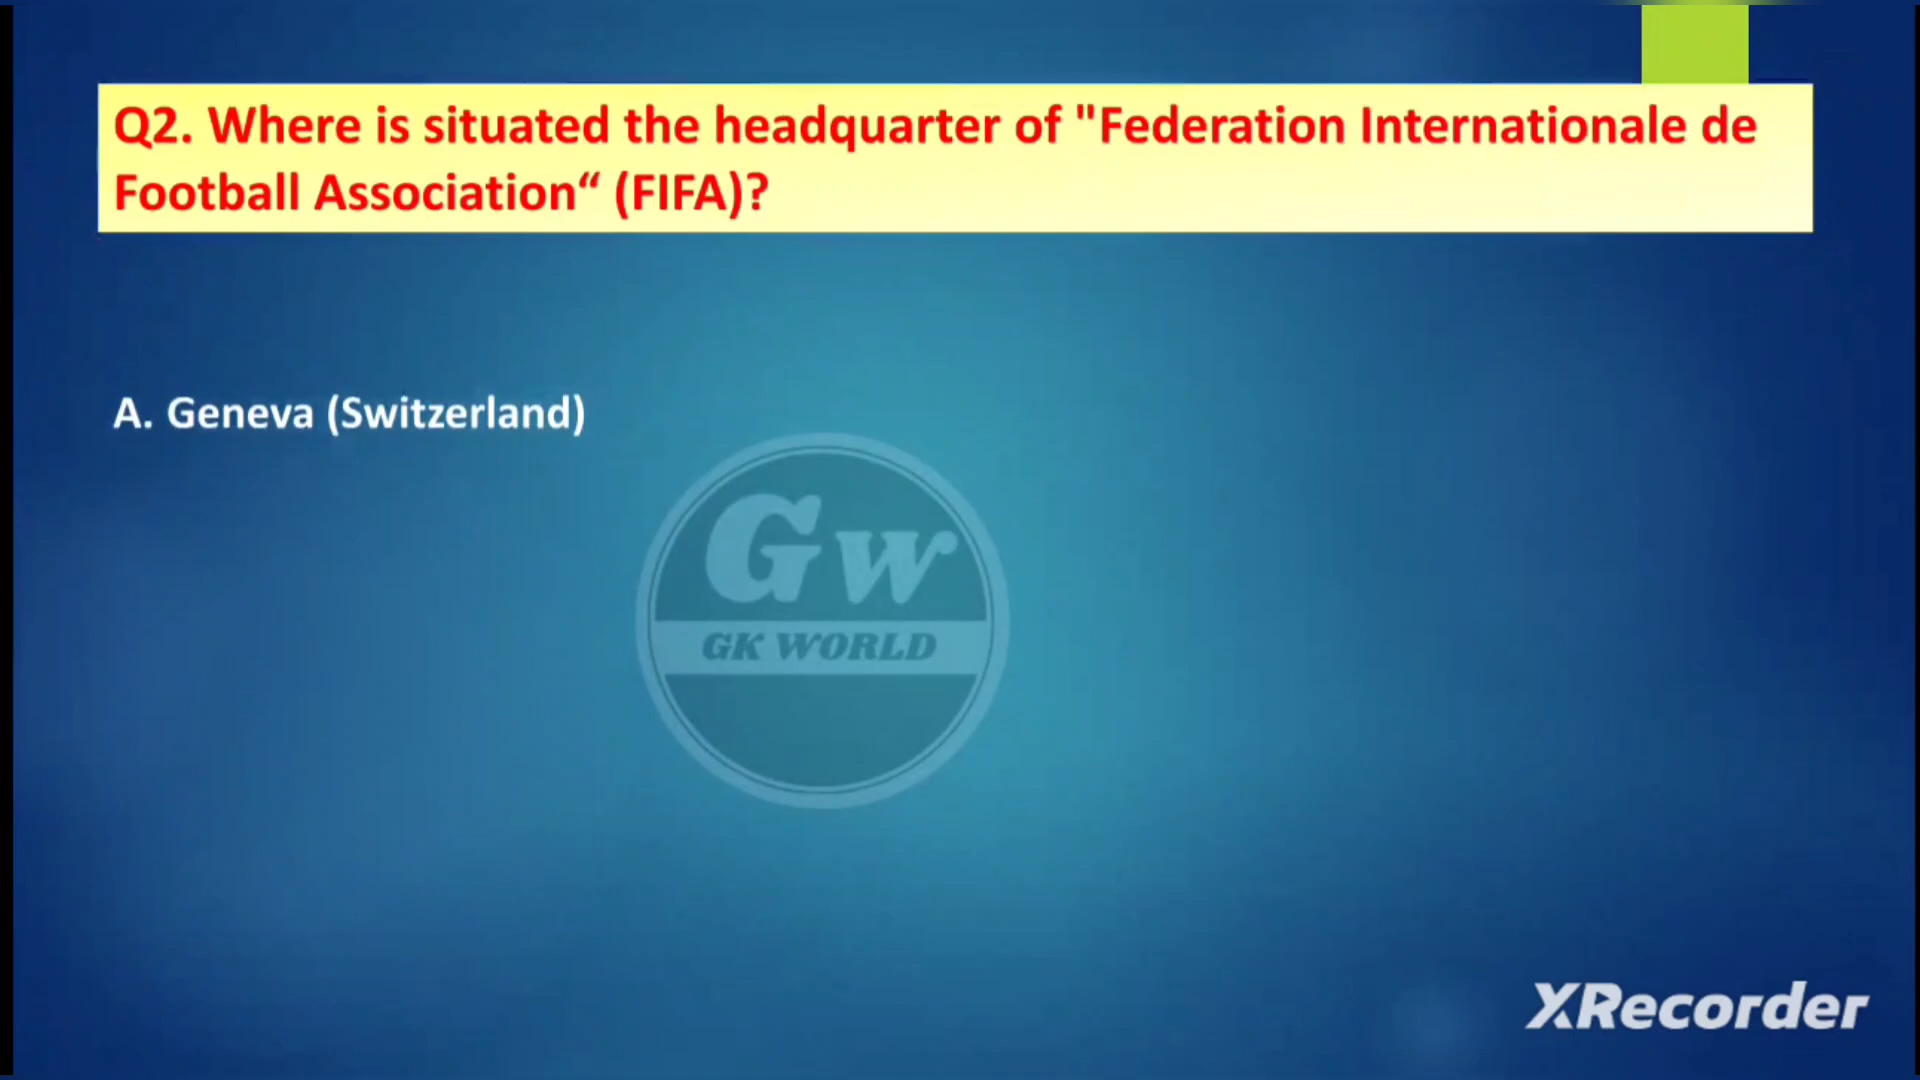 Q2. Where is situated the headquarter of "Federation Internationale de
Football Association“ (FIFA)?
A. Geneva (Switzerland)
Gw
GK WORLD
XRecorder